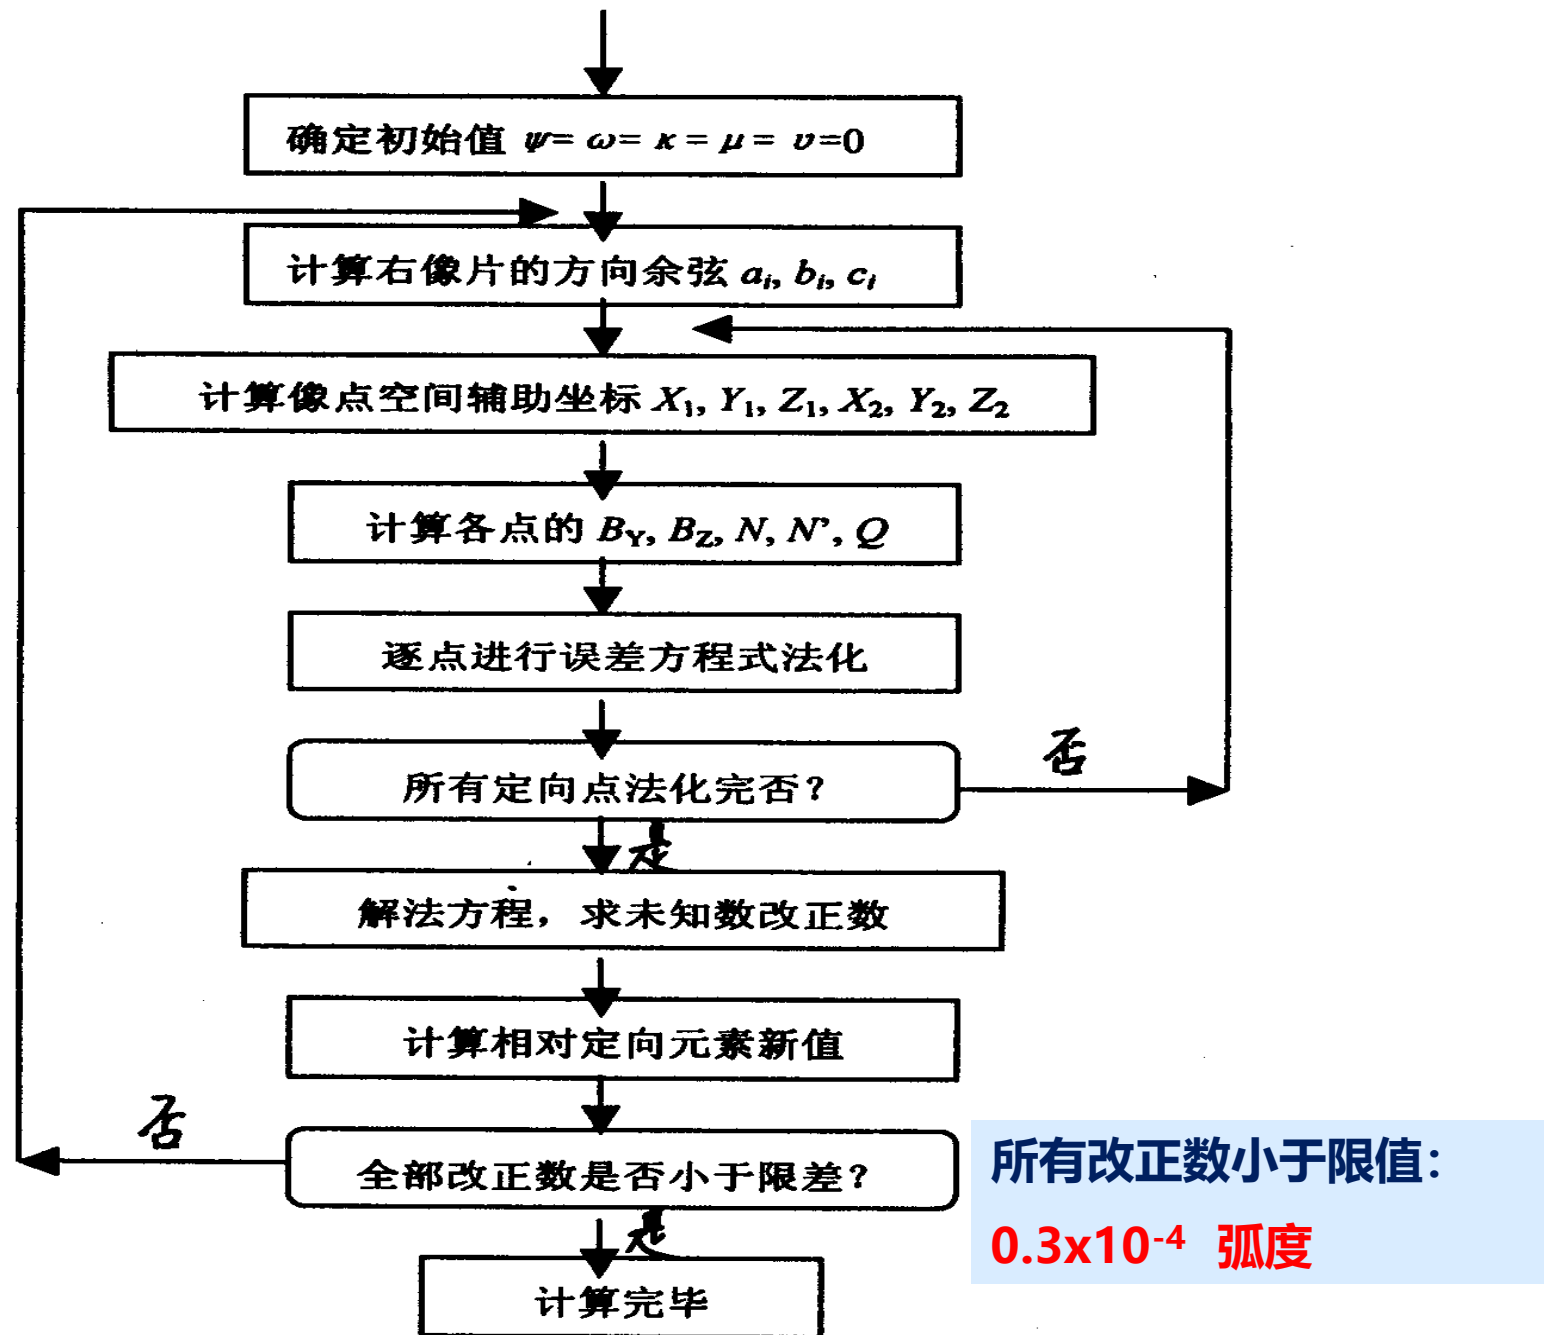 确定初始值 ψ= ω= κ = μ = υ=0
计算右像片的方向余弦 aᵢ, bᵢ, cᵢ
计算像点空间辅助坐标 X₁, Y₁, Z₁, X₂, Y₂, Z₂
计算各点的 B_Y, B_Z, N, N’, Q
逐点进行误差方程式法化
所有定向点法化完否?
否
是
解法方程，求未知数改正数
计算相对定向元素新值
否
全部改正数是否小于限差?
是
计算完毕
所有改正数小于限值：
0.3x10⁻⁴ 弧度